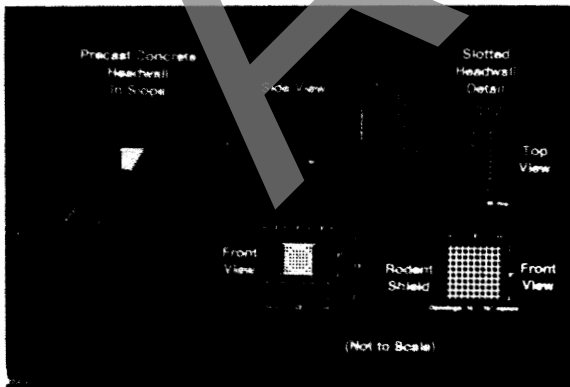 Precast Concrete
Headwall
In Slope
Side View
Slotted
Headwall
Detail
Top
View
Front
View
Rodent
Shield
Front
View
(Not to Scale)